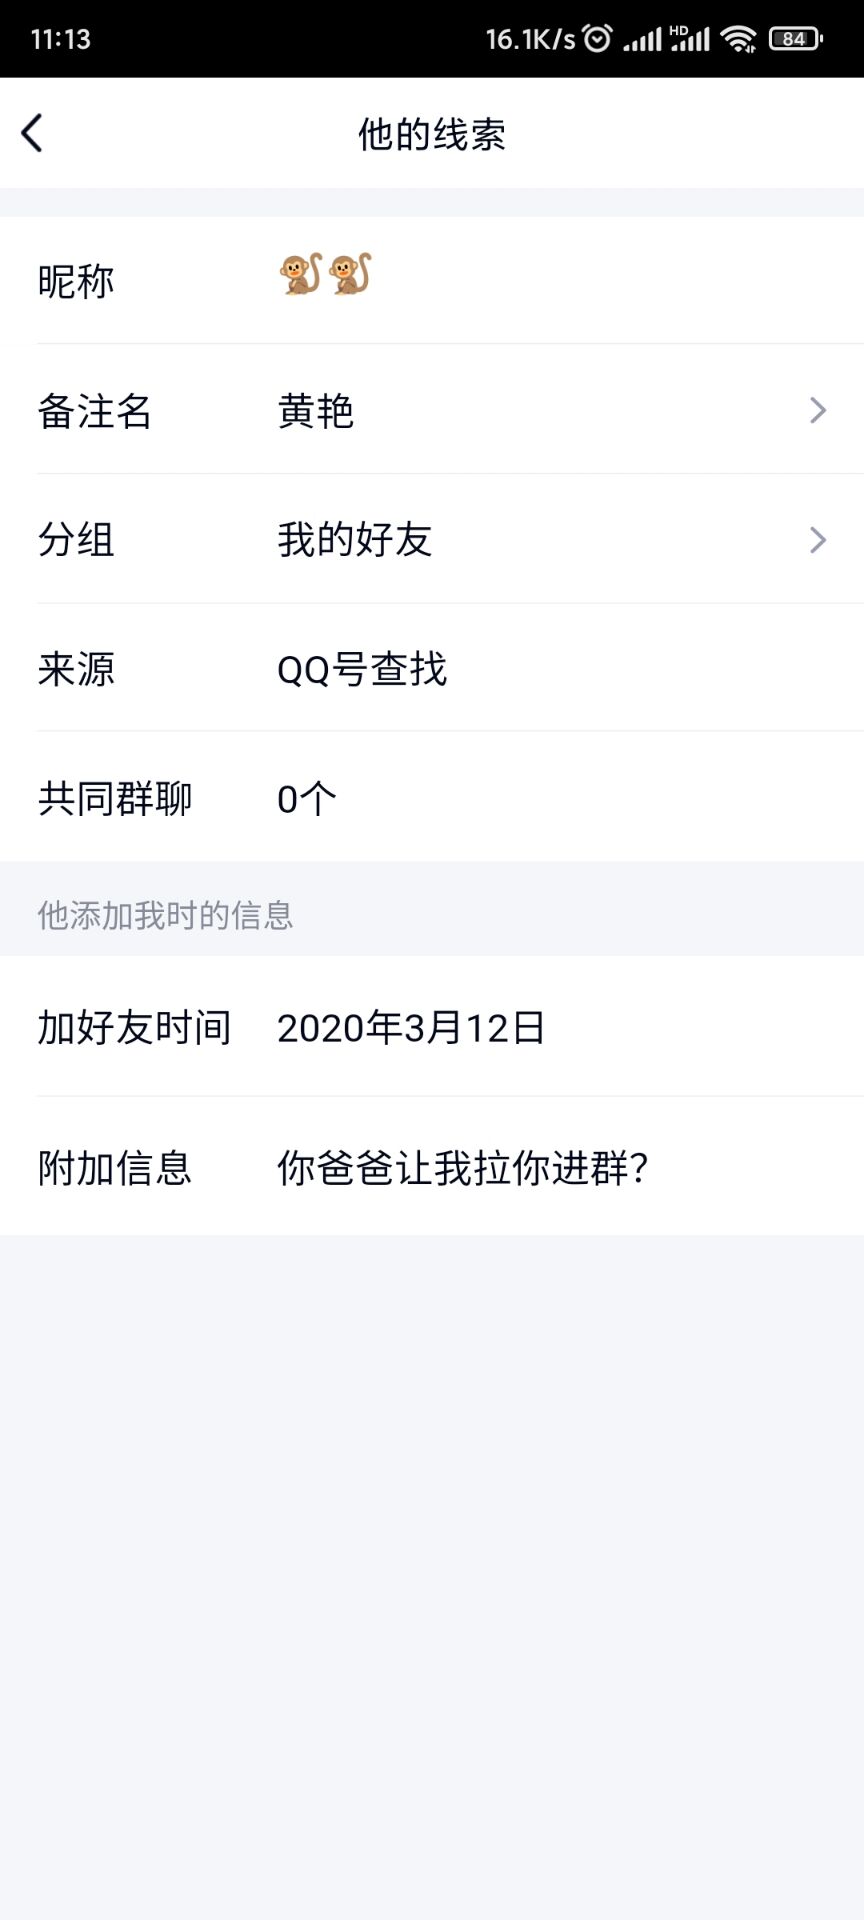 11:13 16.1K/s HD 84
他的线索
昵称 🐒🐒
备注名 黄艳
分组 我的好友
来源 QQ号查找
共同群聊 0个
他添加我时的信息
加好友时间 2020年3月12日
附加信息 你爸爸让我拉你进群?